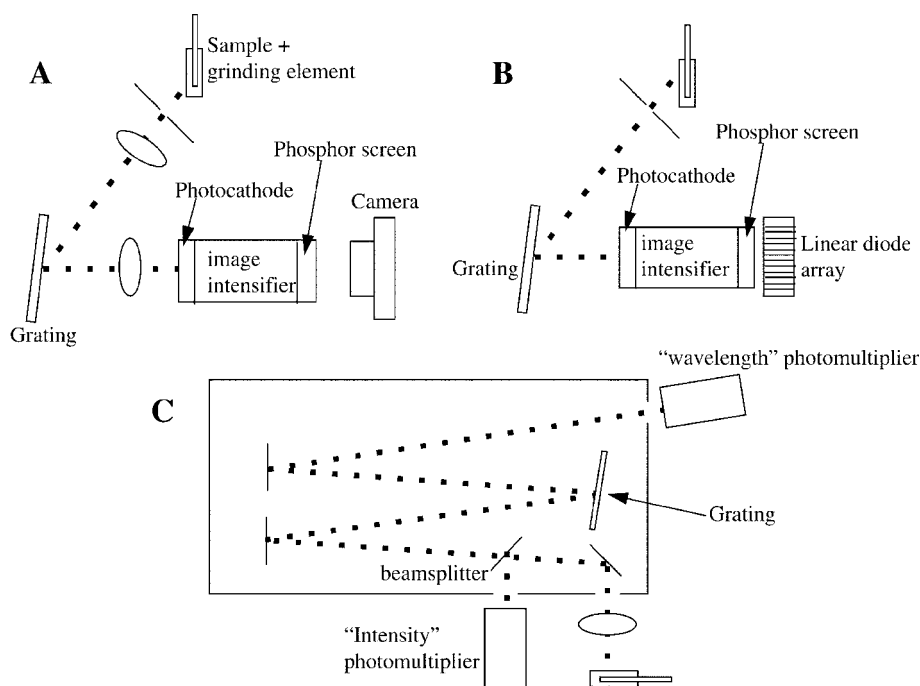 A
Sample +
grinding element
Phosphor screen
Photocathode
Camera
image
intensifier
Grating
B
Phosphor screen
Photocathode
image
intensifier
Linear diode
array
Grating
C
“wavelength” photomultiplier
Grating
beamsplitter
“Intensity”
photomultiplier